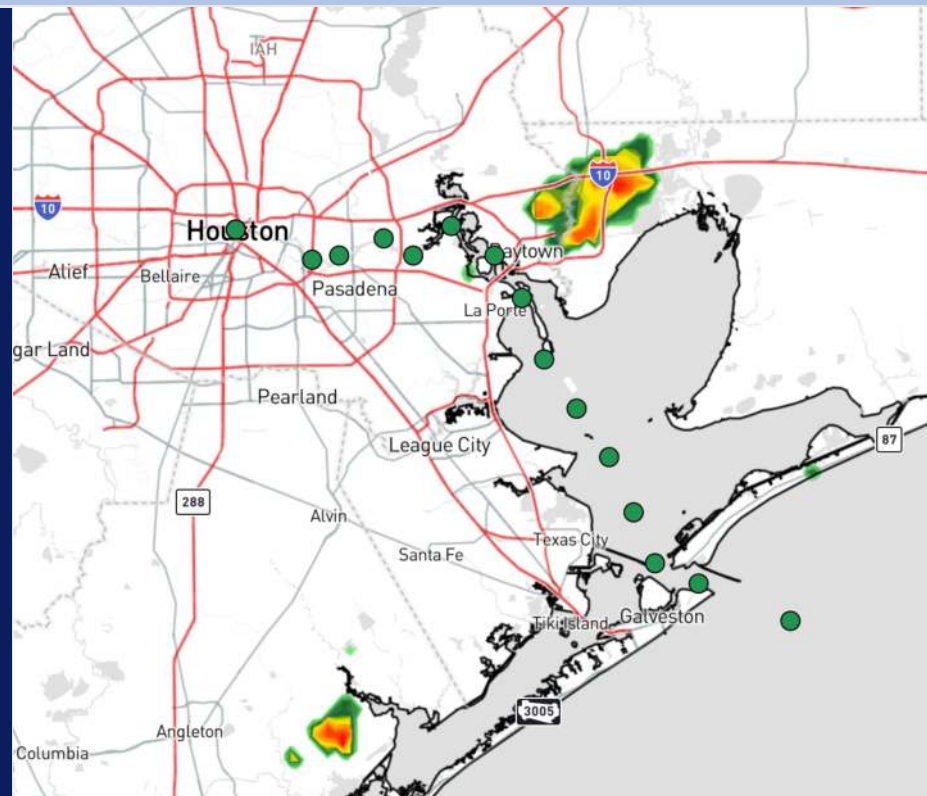 IAH
10
10
Houston
Baytown
Alief
Bellaire
Pasadena
La Porte
gar Land
Pearland
League City
87
288
Alvin
Santa Fe
Texas City
Tiki Island
Galveston
3005
Angleton
Columbia